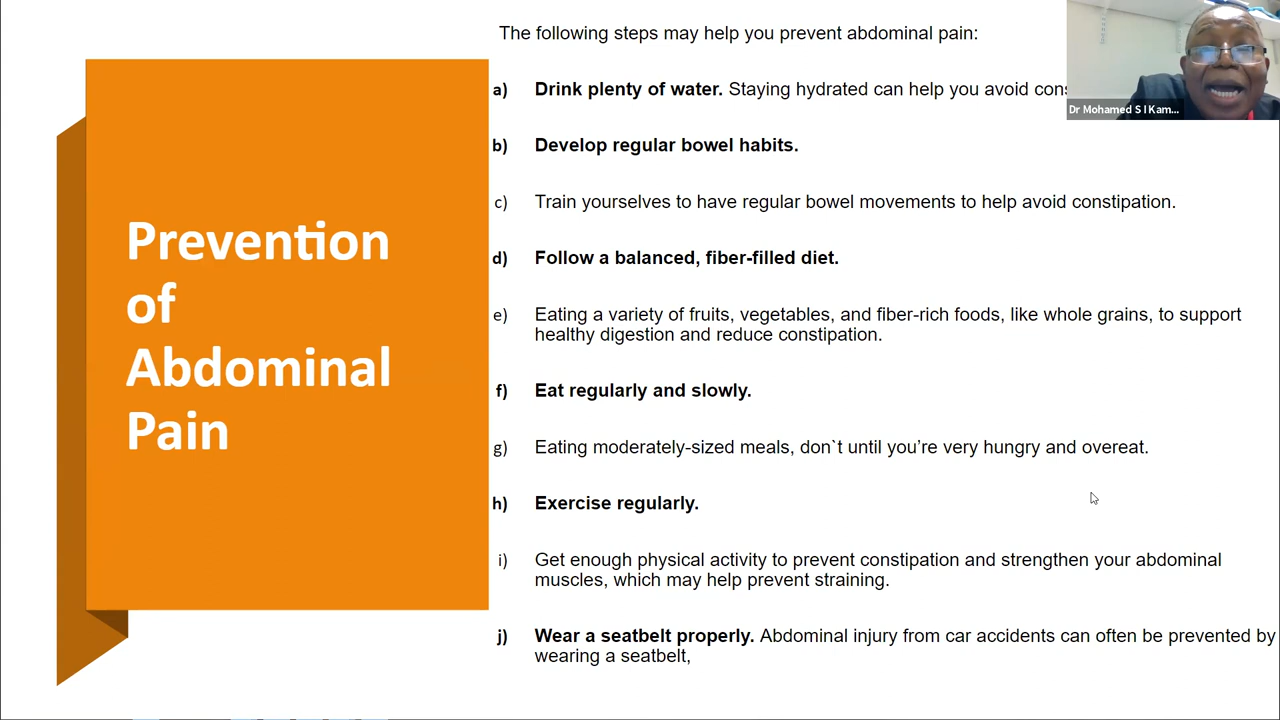 The following steps may help you prevent abdominal pain:
a) Drink plenty of water. Staying hydrated can help you avoid
Dr Mohamed S I Kam...
b) Develop regular bowel habits.
c) Train yourselves to have regular bowel movements to help avoid constipation.
d) Follow a balanced, fiber-filled diet.
e) Eating a variety of fruits, vegetables, and fiber-rich foods, like whole grains, to support
healthy digestion and reduce constipation.
f) Eat regularly and slowly.
g) Eating moderately-sized meals, don`t until you’re very hungry and overeat.
h) Exercise regularly.
i) Get enough physical activity to prevent constipation and strengthen your abdominal
muscles, which may help prevent straining.
j) Wear a seatbelt properly. Abdominal injury from car accidents can often be prevented by
wearing a seatbelt,
Prevention
of
Abdominal
Pain